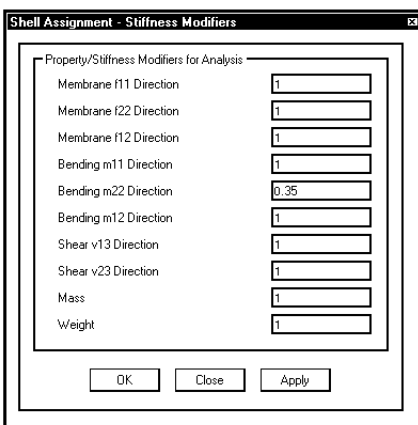 Shell Assignment - Stiffness Modifiers
Property/Stiffness Modifiers for Analysis
Membrane f11 Direction 1
Membrane f22 Direction 1
Membrane f12 Direction 1
Bending m11 Direction 1
Bending m22 Direction 0.35
Bending m12 Direction 1
Shear v13 Direction 1
Shear v23 Direction 1
Mass 1
Weight 1
OK Close Apply